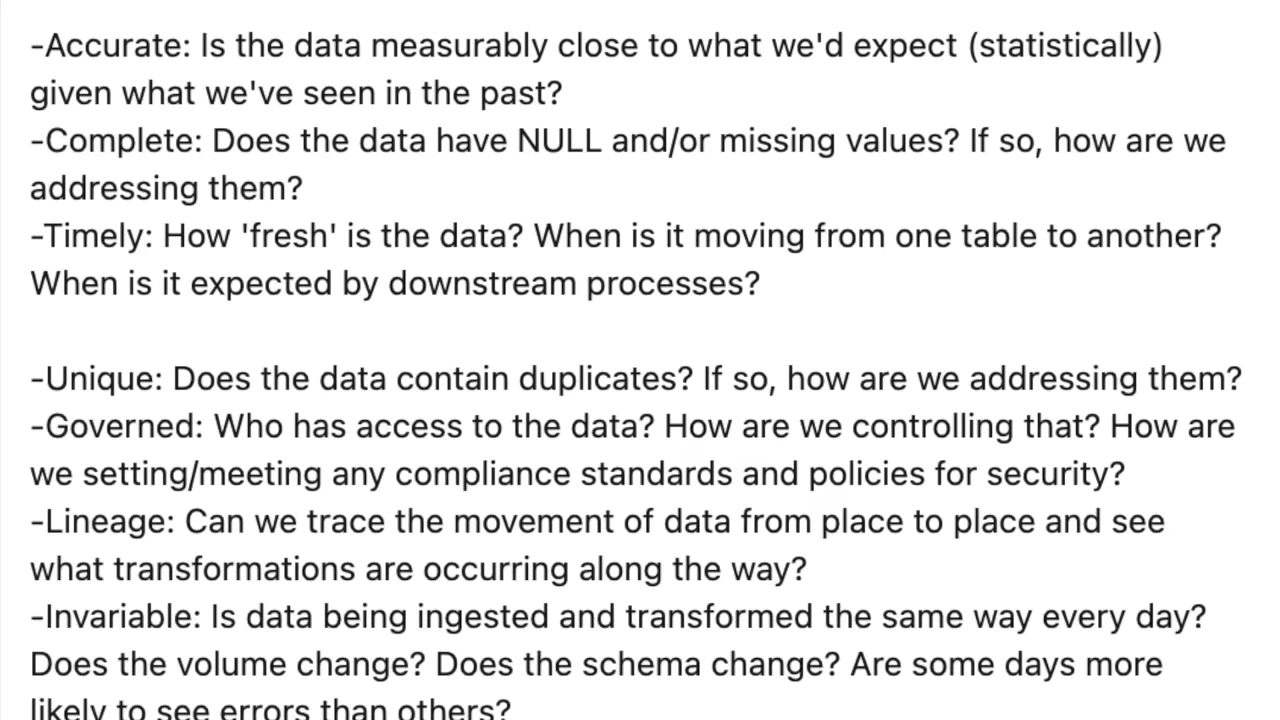 -Accurate: Is the data measurably close to what we'd expect (statistically)
given what we've seen in the past?
-Complete: Does the data have NULL and/or missing values? If so, how are we
addressing them?
-Timely: How 'fresh' is the data? When is it moving from one table to another?
When is it expected by downstream processes?
-Unique: Does the data contain duplicates? If so, how are we addressing them?
-Governed: Who has access to the data? How are we controlling that? How are
we setting/meeting any compliance standards and policies for security?
-Lineage: Can we trace the movement of data from place to place and see
what transformations are occurring along the way?
-Invariable: Is data being ingested and transformed the same way every day?
Does the volume change? Does the schema change? Are some days more
likely to see errors than others?